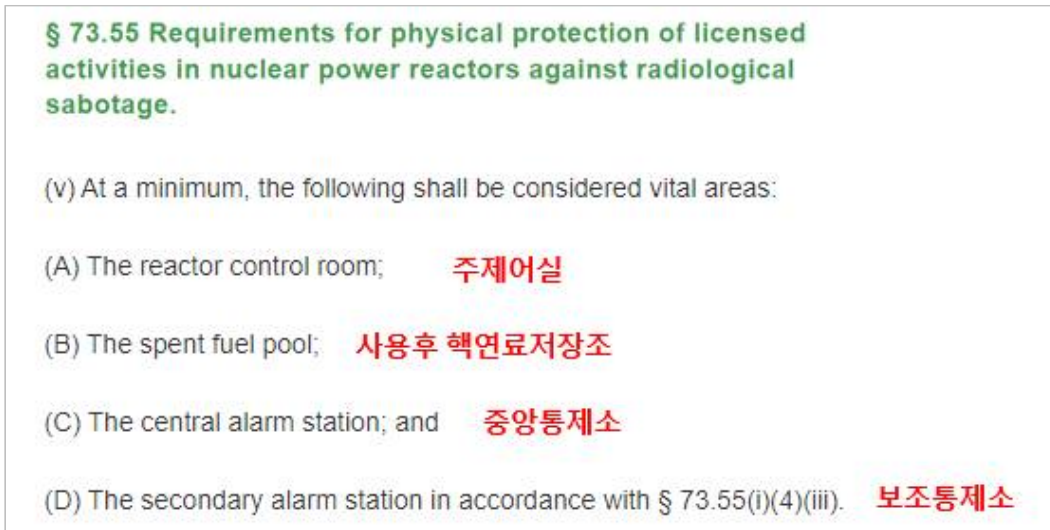 § 73.55 Requirements for physical protection of licensed
activities in nuclear power reactors against radiological
sabotage.
(v) At a minimum, the following shall be considered vital areas:
(A) The reactor control room; 주제어실
(B) The spent fuel pool; 사용후 핵연료저장조
(C) The central alarm station; and 중앙통제소
(D) The secondary alarm station in accordance with § 73.55(i)(4)(iii). 보조통제소